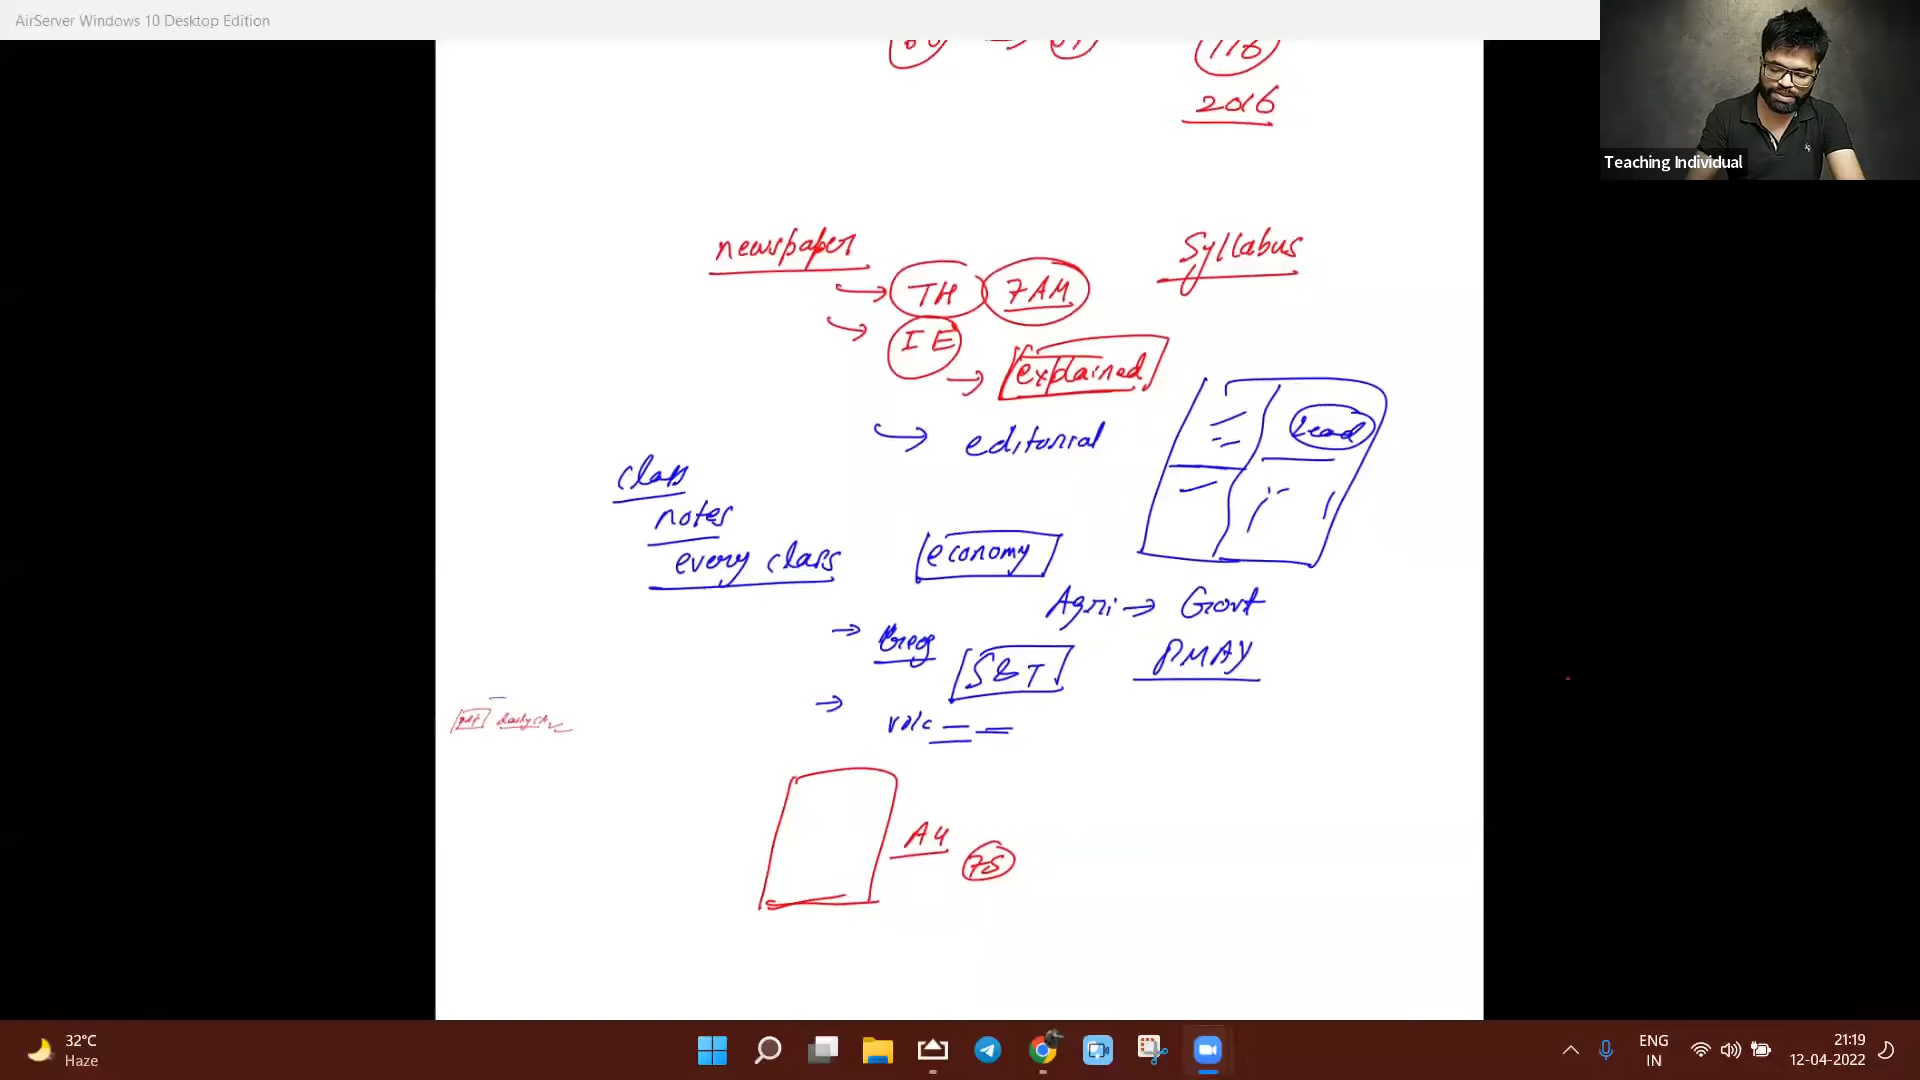 AirServer Windows 10 Desktop Edition
Teaching Individual
2016
newspaper
Syllabus
TH 7AM
IE
explained
editorial
Lead
class
notes
every class
economy
Agri → Govt
→
S&T
PMAY
→
A4
75
32°C
Haze
ENG
IN
21:19
12-04-2022